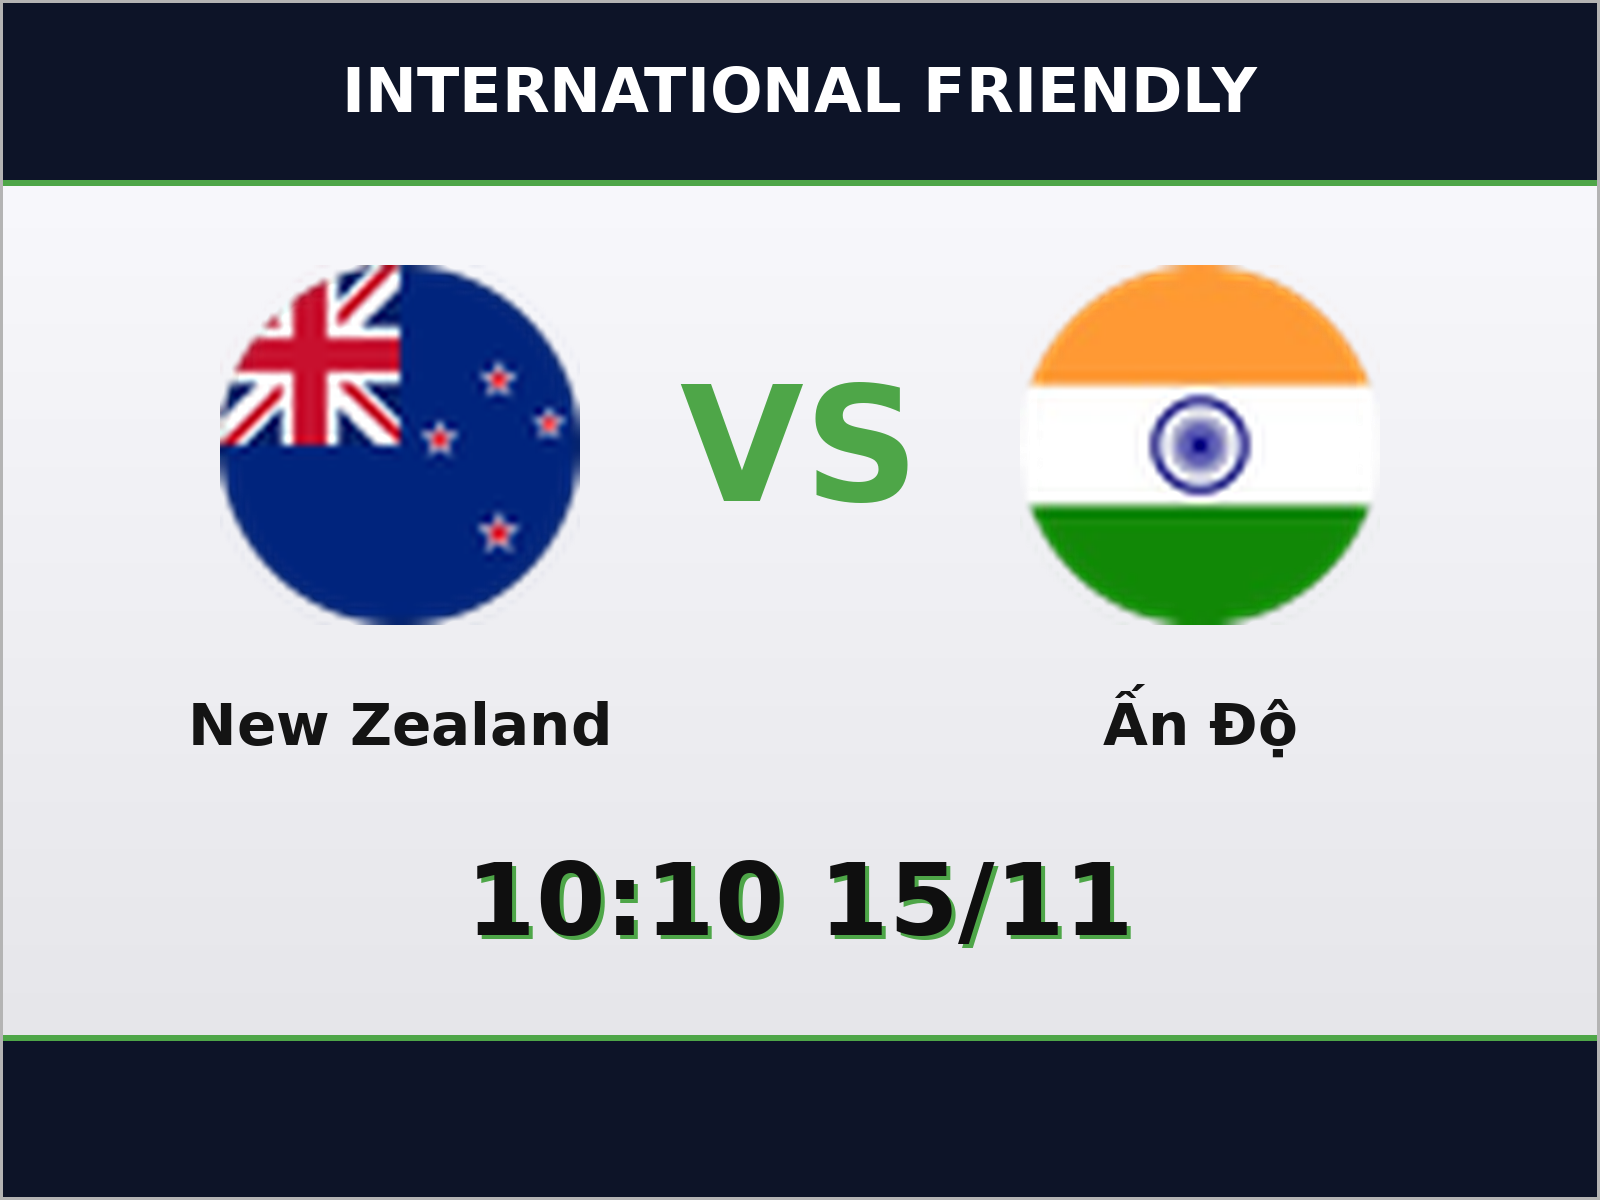 INTERNATIONAL FRIENDLY
VS
New Zealand
Ấn Độ
10:10 15/11